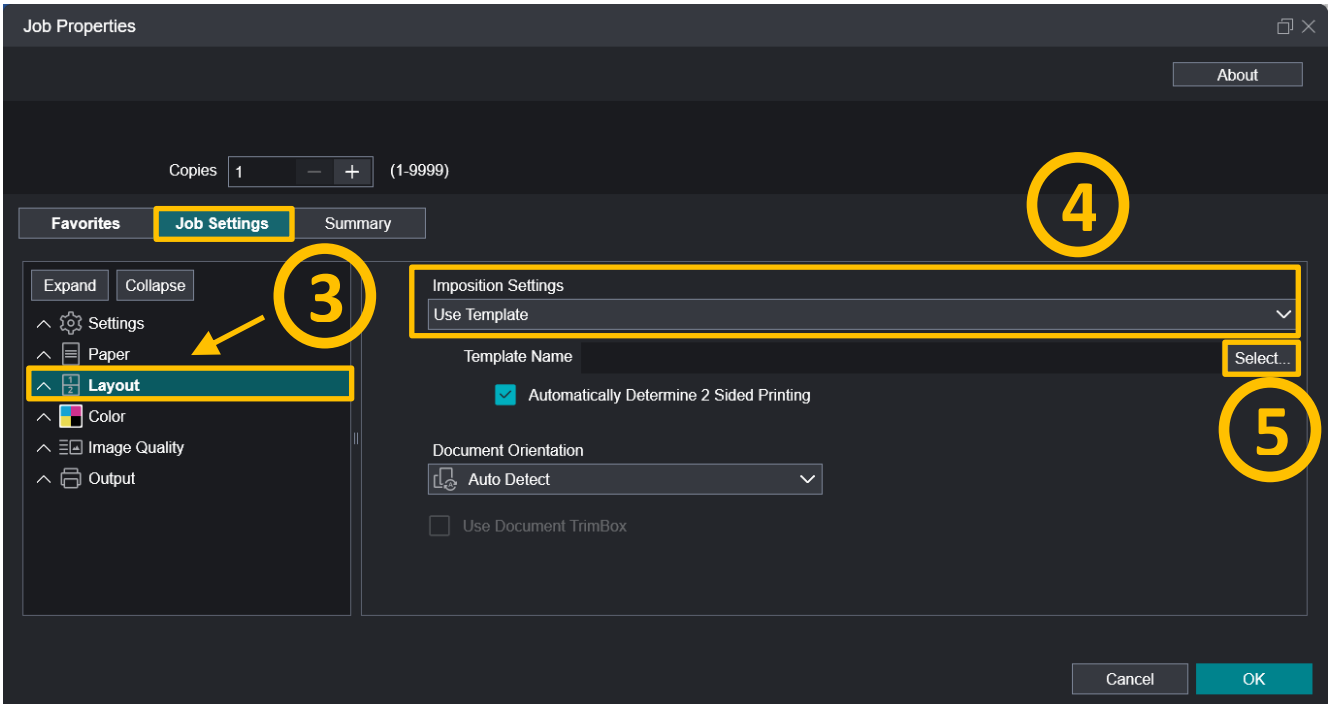 Job Properties
About
Copies 1 (1-9999)
4
Favorites Job Settings Summary
3
Expand Collapse
Imposition Settings
Settings
Use Template
Paper
Template Name Select...
Layout
Automatically Determine 2 Sided Printing
Color
5
Image Quality
Document Orientation
Output
Auto Detect
Use Document TrimBox
Cancel OK